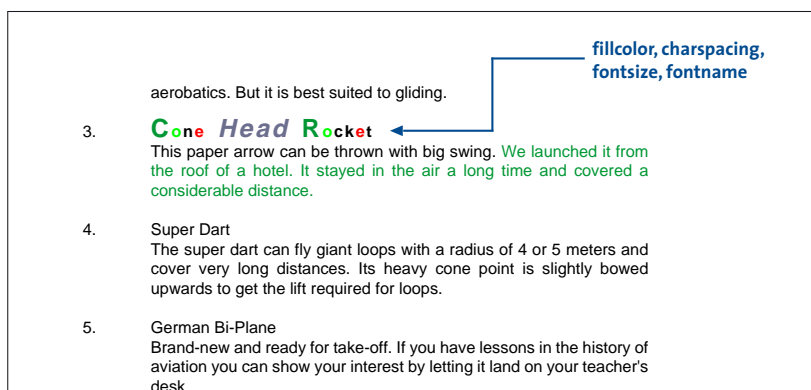 fillcolor, charspacing,
fontsize, fontname
aerobatics. But it is best suited to gliding.
3. Cone Head Rocket
This paper arrow can be thrown with big swing. We launched it from
the roof of a hotel. It stayed in the air a long time and covered a
considerable distance.
4. Super Dart
The super dart can fly giant loops with a radius of 4 or 5 meters and
cover very long distances. Its heavy cone point is slightly bowed
upwards to get the lift required for loops.
5. German Bi-Plane
Brand-new and ready for take-off. If you have lessons in the history of
aviation you can show your interest by letting it land on your teacher's
desk